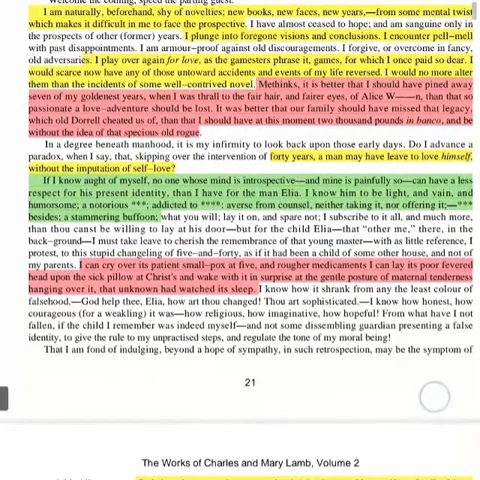 Welcome the coming, speed the parting guest.
I am naturally, beforehand, shy of novelties; new books, new faces, new years,—from some mental twist
which makes it difficult in me to face the prospective. I have almost ceased to hope; and am sanguine only in
the prospects of other (former) years. I plunge into foregone visions and conclusions. I encounter pell–mell
with past disappointments. I am armour–proof against old discouragements. I forgive, or overcome in fancy,
old adversaries. I play over again for love, as the gamesters phrase it, games, for which I once paid so dear. I
would scarce now have any of those untoward accidents and events of my life reversed. I would no more alter
them than the incidents of some well–contrived novel. Methinks, it is better that I should have pined away
seven of my goldenest years, when I was thrall to the fair hair, and fairer eyes, of Alice W——n, than that so
passionate a love–adventure should be lost. It was better that our family should have missed that legacy,
which old Dorrell cheated us of, than that I should have at this moment two thousand pounds in banco, and be
without the idea of that specious old rogue.
In a degree beneath manhood, it is my infirmity to look back upon those early days. Do I advance a
paradox, when I say, that, skipping over the intervention of forty years, a man may have leave to love himself,
without the imputation of self–love?
If I know aught of myself, no one whose mind is introspective—and mine is painfully so—can have a less
respect for his present identity, than I have for the man Elia. I know him to be light, and vain, and
humorsome; a notorious ***; addicted to ****: averse from counsel, neither taking it, nor offering it;—***
besides; a stammering buffoon; what you will; lay it on, and spare not; I subscribe to it all, and much more,
than thou canst be willing to lay at his door—but for the child Elia—that "other me," there, in the
back–ground—I must take leave to cherish the remembrance of that young master—with as little reference, I
protest, to this stupid changeling of five–and–forty, as if it had been a child of some other house, and not of
my parents. I can cry over its patient small–pox at five, and rougher medicaments I can lay its poor fevered
head upon the sick pillow at Christ's and wake with it in surprise at the gentle posture of maternal tenderness
hanging over it, that unknown had watched its sleep. I know how it shrank from any the least colour of
falsehood.—God help thee, Elia, how art thou changed! Thou art sophisticated.—I know how honest, how
courageous (for a weakling) it was—how religious, how imaginative, how hopeful! From what have I not
fallen, if the child I remember was indeed myself—and not some dissembling guardian presenting a false
identity, to give the rule to my unpractised steps, and regulate the tone of my moral being!
That I am fond of indulging, beyond a hope of sympathy, in such retrospection, may be the symptom of
21
The Works of Charles and Mary Lamb, Volume 2